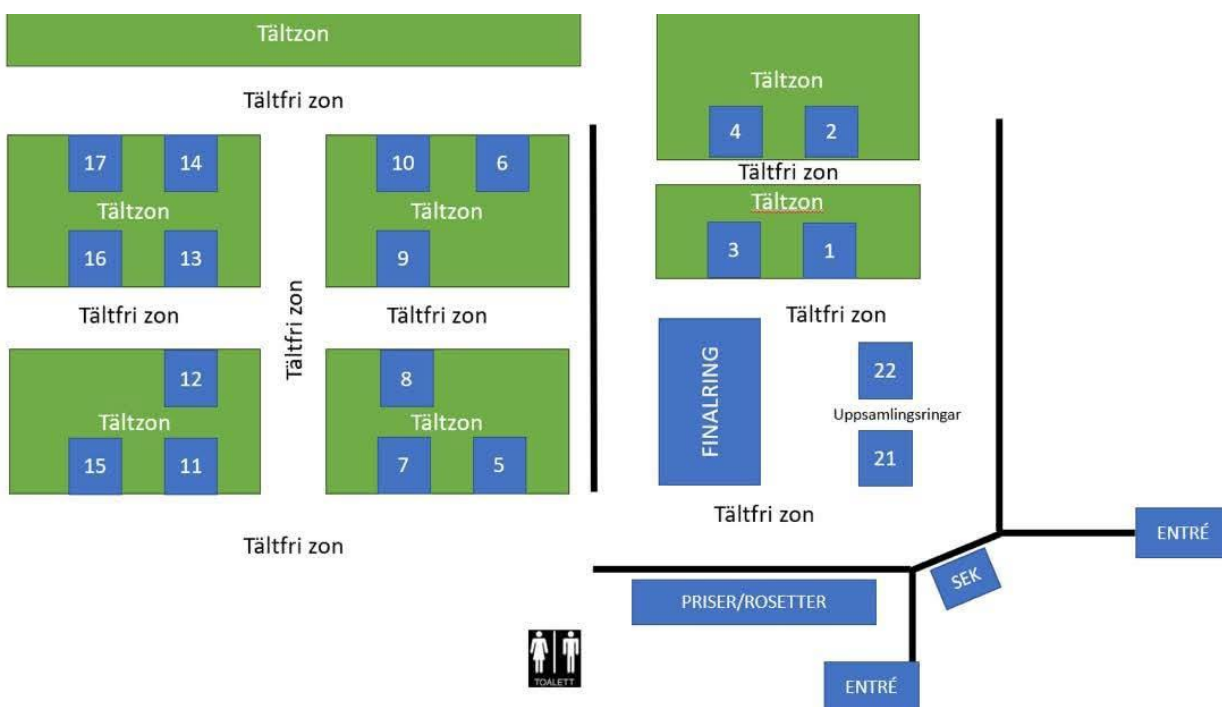 Tältzon
Tältzon
Tältfri zon
4 2
Tältfri zon
17 14
10 6
Tältzon
Tältzon
Tältzon
16 13
9
3 1
Tältfri zon
Tältfri zon
Tältfri zon
Tältfri zon
12
8
FINALRING
22
Uppsamlingsringar
Tältzon
Tältzon
15 11
7 5
21
Tältfri zon
Tältfri zon
ENTRÉ
SEK
PRISER/ROSETTER
TOALETT
ENTRÉ